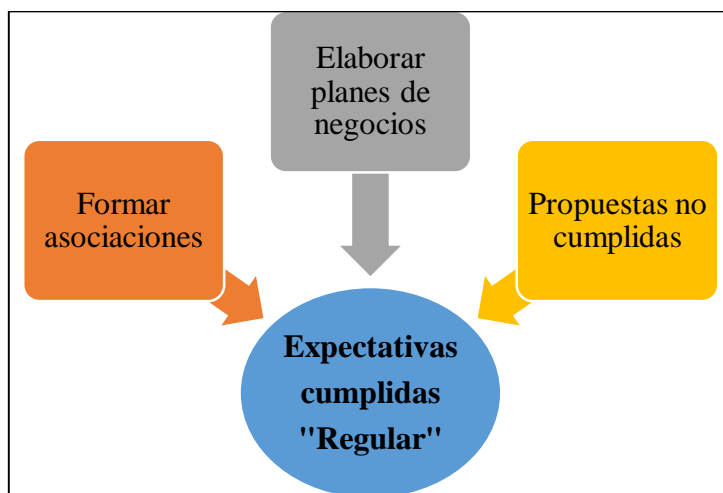 Elaborar
planes de
negocios
Formar
asociaciones
Propuestas no
cumplidas
Expectativas
cumplidas
"Regular"